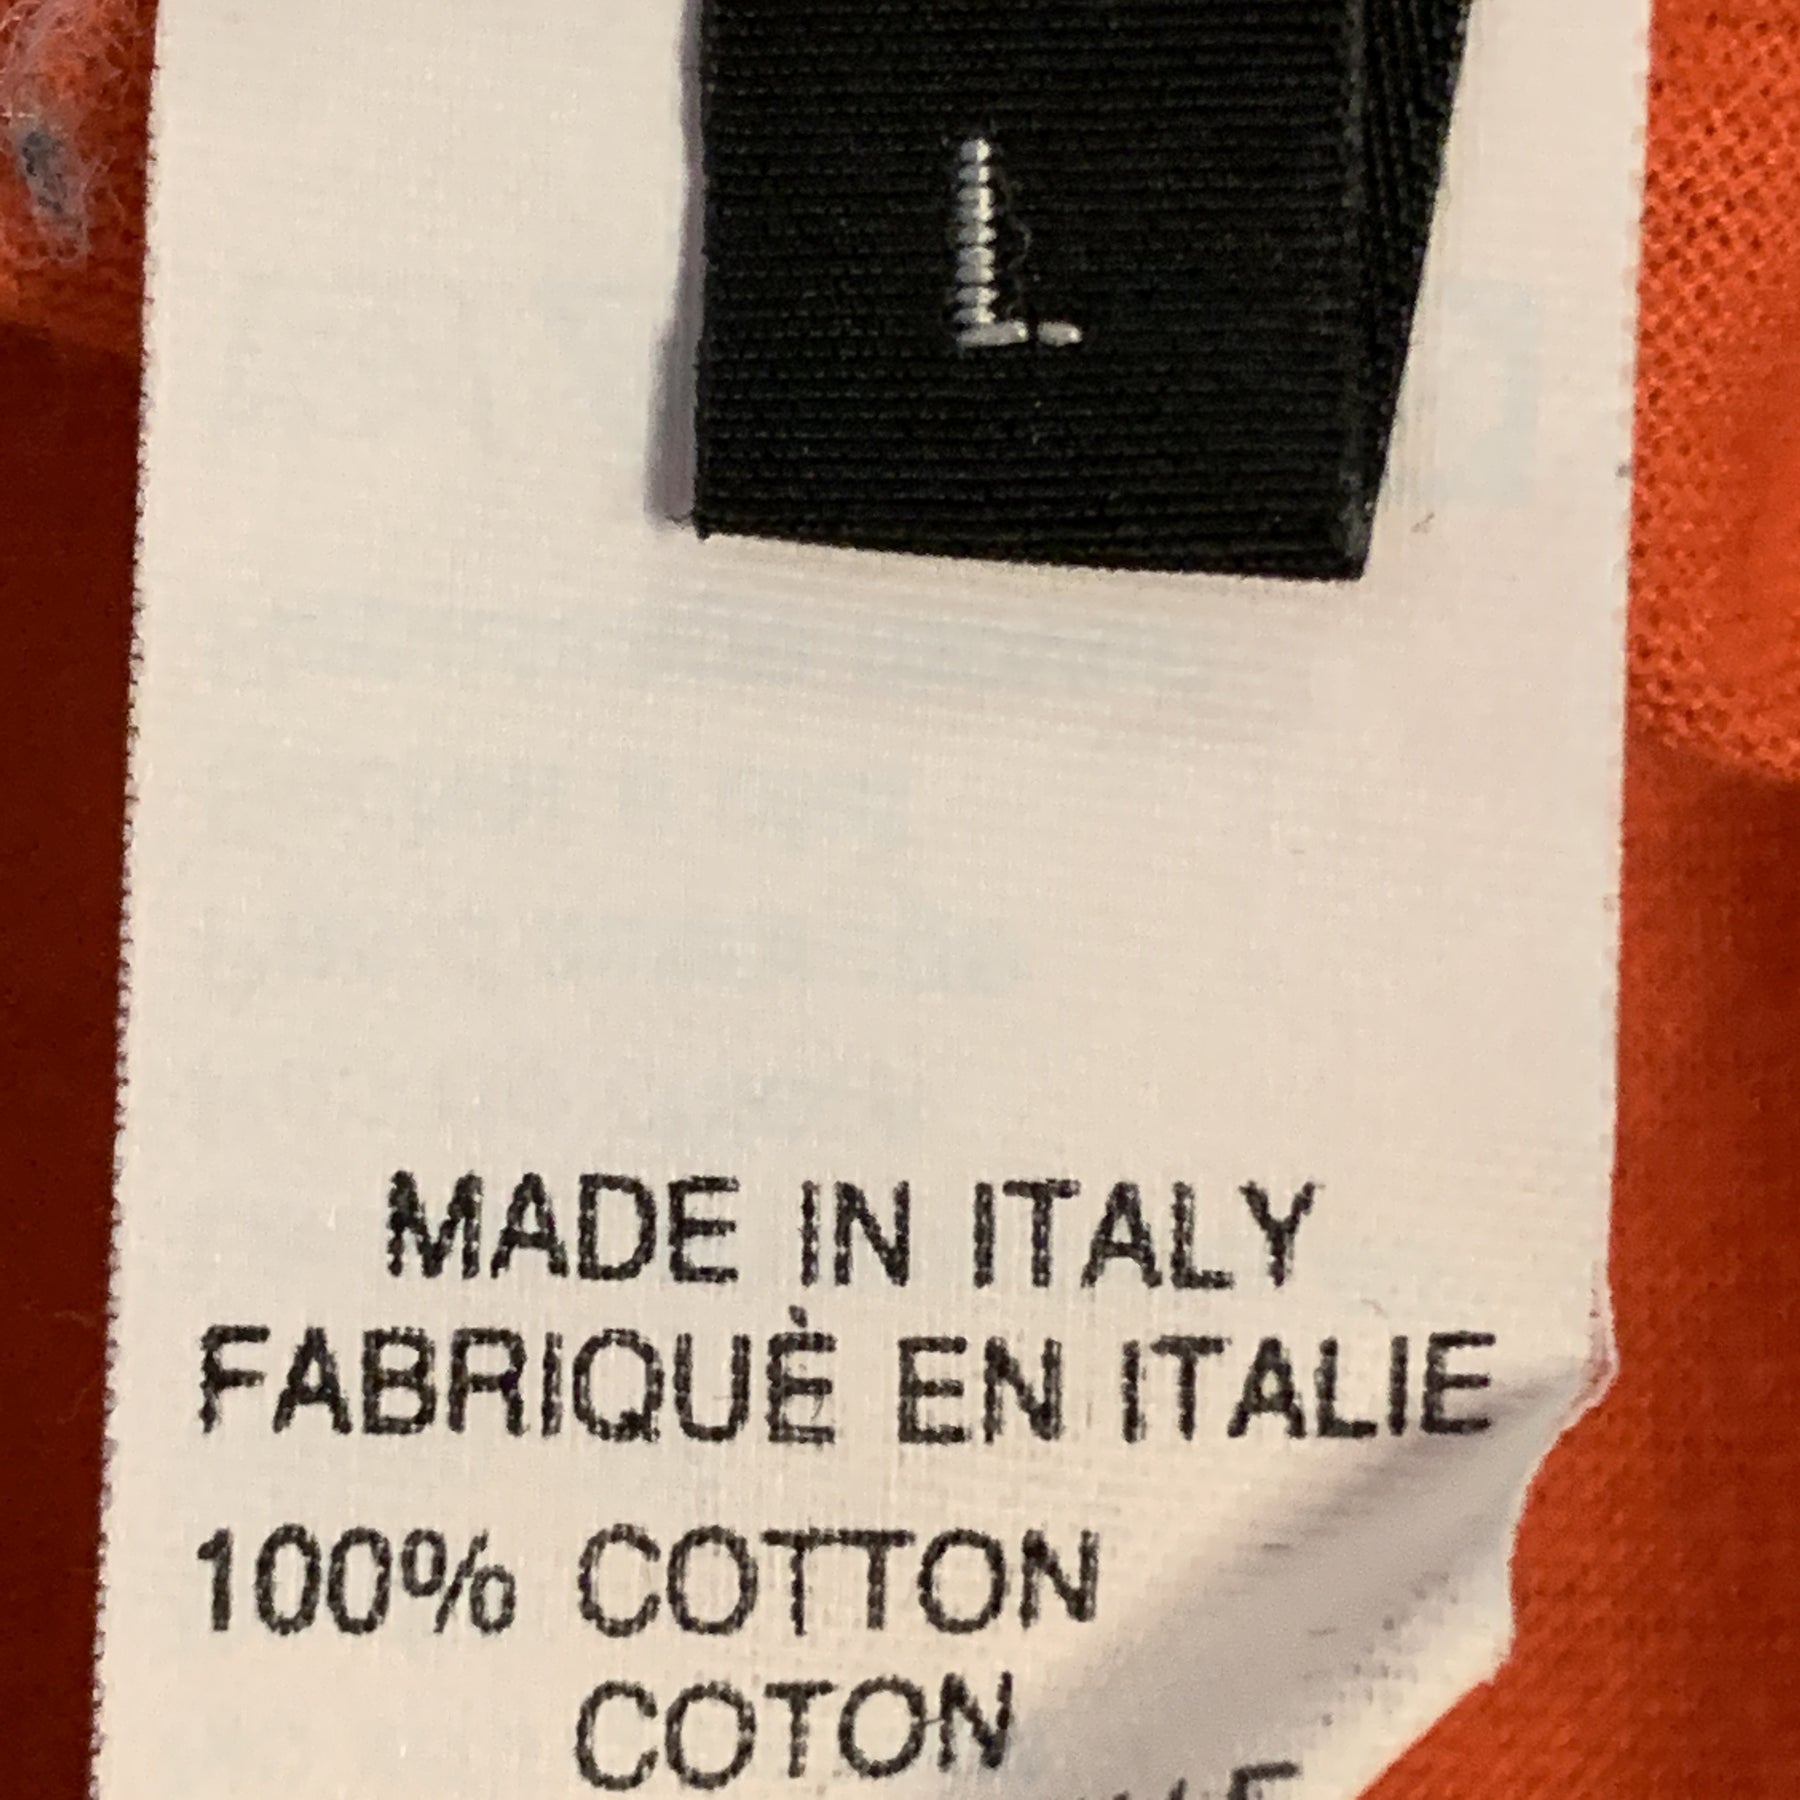 L
MADE IN ITALY
FABRIQUÈ EN ITALIE
100% COTTON
COTON